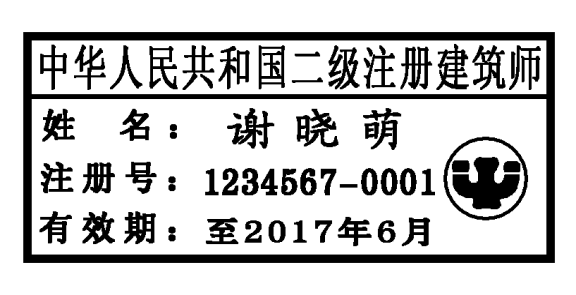 中华人民共和国二级注册建筑师
姓 名：谢晓萌
注册号：1234567-0001
有效期：至2017年6月